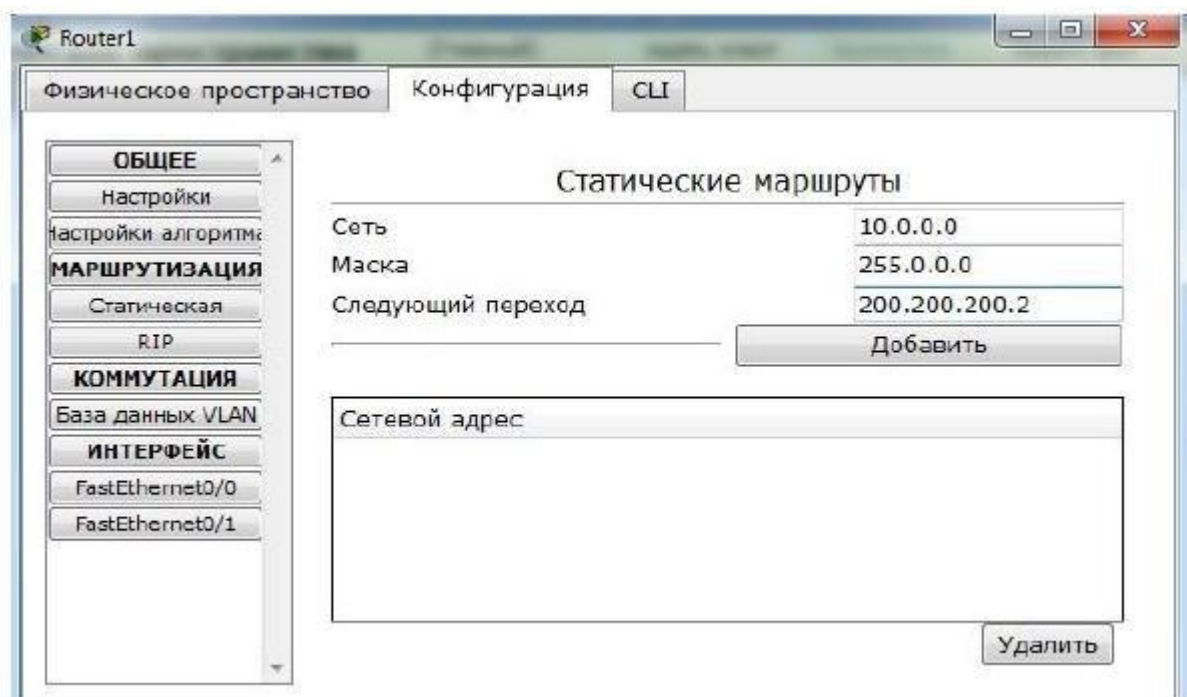 Router1
Физическое пространство
Конфигурация
CLI
ОБЩЕЕ
Настройки
Настройки алгоритма
МАРШРУТИЗАЦИЯ
Статическая
RIP
КОММУТАЦИЯ
База данных VLAN
ИНТЕРФЕЙС
FastEthernet0/0
FastEthernet0/1
Статические маршруты
Сеть 10.0.0.0
Маска 255.0.0.0
Следующий переход 200.200.200.2
Добавить
Сетевой адрес
Удалить